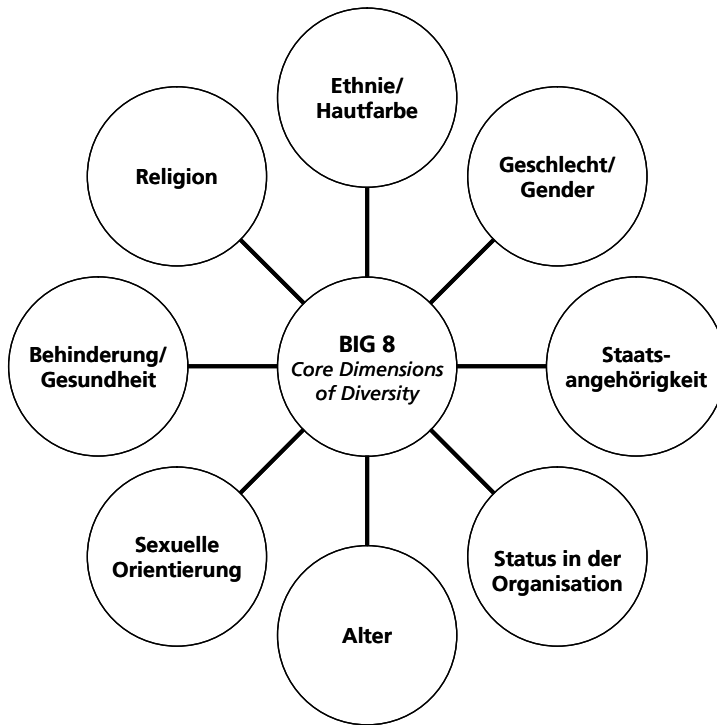 Ethnie/
Hautfarbe
Geschlecht/
Gender
Staats-
angehörigkeit
Status in der
Organisation
Alter
Sexuelle
Orientierung
Behinderung/
Gesundheit
Religion
BIG 8
Core Dimensions
of Diversity